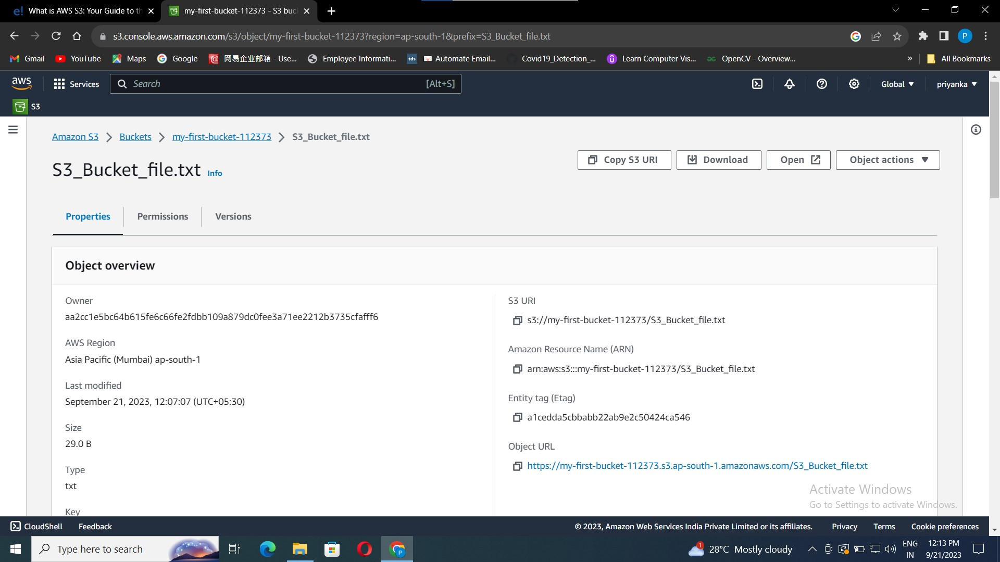 What is AWS S3: Your Guide to th
my-first-bucket-112373 - S3 buc
s3.console.aws.amazon.com/s3/object/my-first-bucket-112373?region=ap-south-1&prefix=S3_Bucket_file.txt
P
Gmail YouTube Maps Google 网易企业邮箱 - Use... Employee Informati... tds Automate Email... Covid19_Detection_... Learn Computer Vis... OpenCV - Overview... » All Bookmarks
aws Services Search [Alt+S] Global priyanka
S3
Amazon S3 Buckets my-first-bucket-112373 S3_Bucket_file.txt
S3_Bucket_file.txt Info
Copy S3 URI Download Open Object actions
Properties Permissions Versions
Object overview
Owner
aa2cc1e5bc64b615fe6c66fe2fdbb109a879dc0fee3a71ee2212b3735cfafff6
AWS Region
Asia Pacific (Mumbai) ap-south-1
Last modified
September 21, 2023, 12:07:07 (UTC+05:30)
Size
29.0 B
Type
txt
Key
S3 URI
s3://my-first-bucket-112373/S3_Bucket_file.txt
Amazon Resource Name (ARN)
arn:aws:s3:::my-first-bucket-112373/S3_Bucket_file.txt
Entity tag (Etag)
a1cedda5cbbabb22ab9e2c50424ca546
Object URL
https://my-first-bucket-112373.s3.ap-south-1.amazonaws.com/S3_Bucket_file.txt
Activate Windows
Go to Settings to activate Windows.
CloudShell Feedback © 2023, Amazon Web Services India Private Limited or its affiliates. Privacy Terms Cookie preferences
Type here to search
1 28°C Mostly cloudy
ENG
IN
12:13 PM
9/21/2023